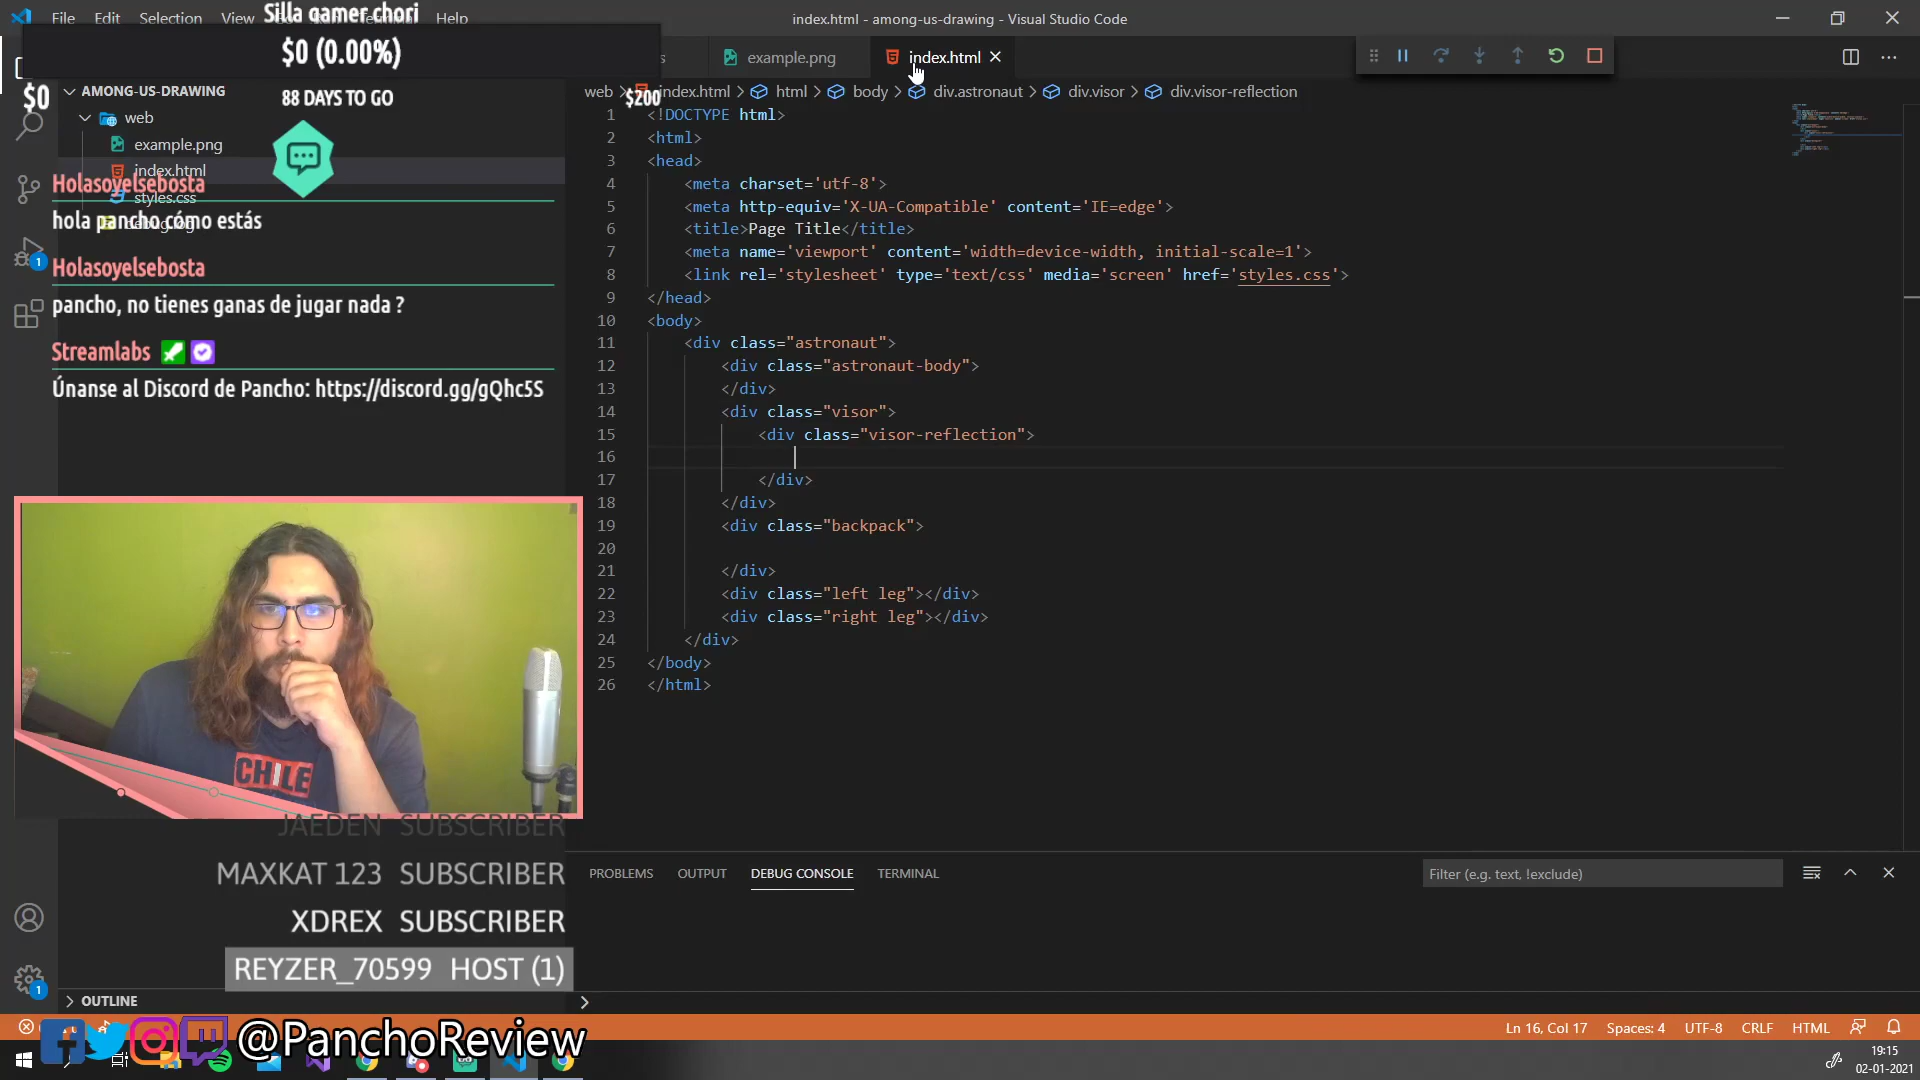 File Selection View Help
Silla gamer chori
$0 (0.00%)
88 DAYS TO GO
$0
$200
index.html - among-us-drawing - Visual Studio Code
example.png
index.html
web index.html html body div.astronaut div.visor div.visor-reflection
AMONG-US-DRAWING
web
example.png
index.html
styles.css
Holasoyelsebosta
hola pancho cómo estás
Holasoyelsebosta
pancho, no tienes ganas de jugar nada ?
Streamlabs
Únanse al Discord de Pancho: https://discord.gg/gQhc5S
1 <!DOCTYPE html>
2 <html>
3 <head>
4 <meta charset='utf-8'>
5 <meta http-equiv='X-UA-Compatible' content='IE=edge'>
6 <title>Page Title</title>
7 <meta name='viewport' content='width=device-width, initial-scale=1'>
8 <link rel='stylesheet' type='text/css' media='screen' href='styles.css'>
9 </head>
10 <body>
11 <div class="astronaut">
12 <div class="astronaut-body">
13 </div>
14 <div class="visor">
15 <div class="visor-reflection">
16
17 </div>
18 </div>
19 <div class="backpack">
20
21 </div>
22 <div class="left leg"></div>
23 <div class="right leg"></div>
24 </div>
25 </body>
26 </html>
CHILE
JAEDEN SUBSCRIBER
MAXKAT 123 SUBSCRIBER
XDREX SUBSCRIBER
REYZER_70599 HOST (1)
PROBLEMS OUTPUT DEBUG CONSOLE TERMINAL
Filter (e.g. text, !exclude)
1
1
OUTLINE
@PanchoReview
Ln 16, Col 17 Spaces: 4 UTF-8 CRLF HTML
19:15
02-01-2021